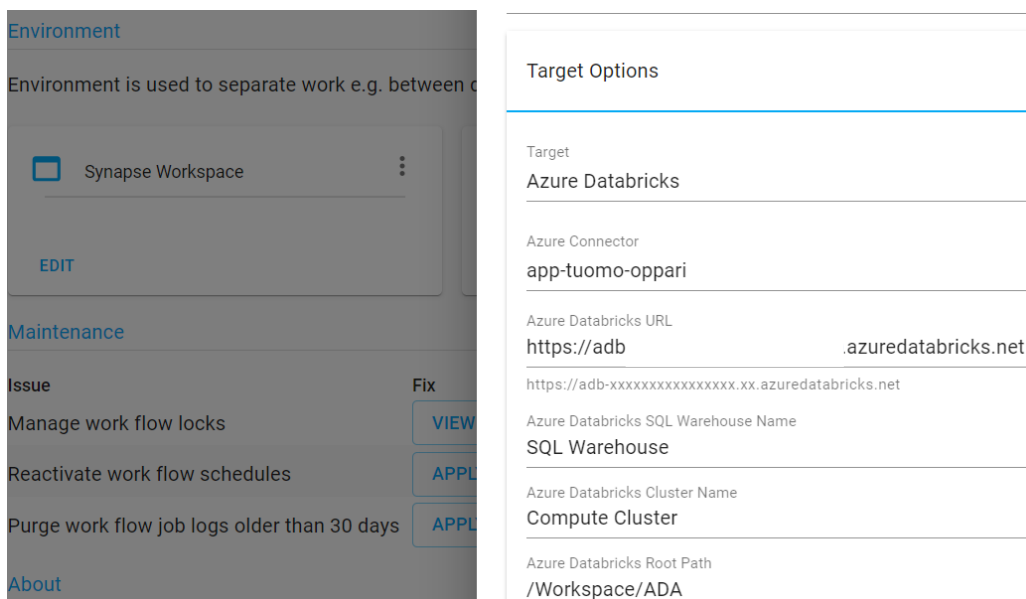 Environment
Environment is used to separate work e.g. between
Synapse Workspace
EDIT
Maintenance
Issue Fix
Manage work flow locks VIEW
Reactivate work flow schedules APPL
Purge work flow job logs older than 30 days APPL
About
Target Options
Target
Azure Databricks
Azure Connector
app-tuomo-oppari
Azure Databricks URL
https://adb .azuredatabricks.net
https://adb-xxxxxxxxxxxxxxxx.xx.azuredatabricks.net
Azure Databricks SQL Warehouse Name
SQL Warehouse
Azure Databricks Cluster Name
Compute Cluster
Azure Databricks Root Path
/Workspace/ADA